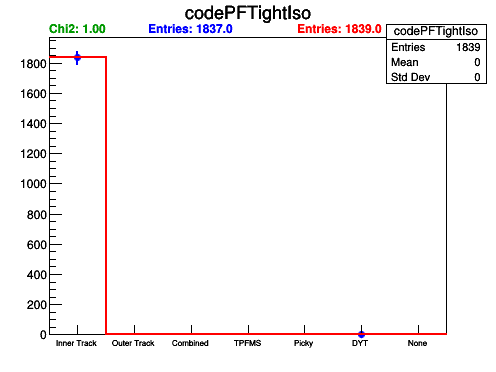 codePFTightIso
Chi2: 1.00 Entries: 1837.0 Entries: 1839.0
codePFTightIso
Entries 1839
Mean 0
Std Dev 0
1800
1600
1400
1200
1000
800
600
400
200
0
Inner Track Outer Track Combined TPFMS Picky DYT None